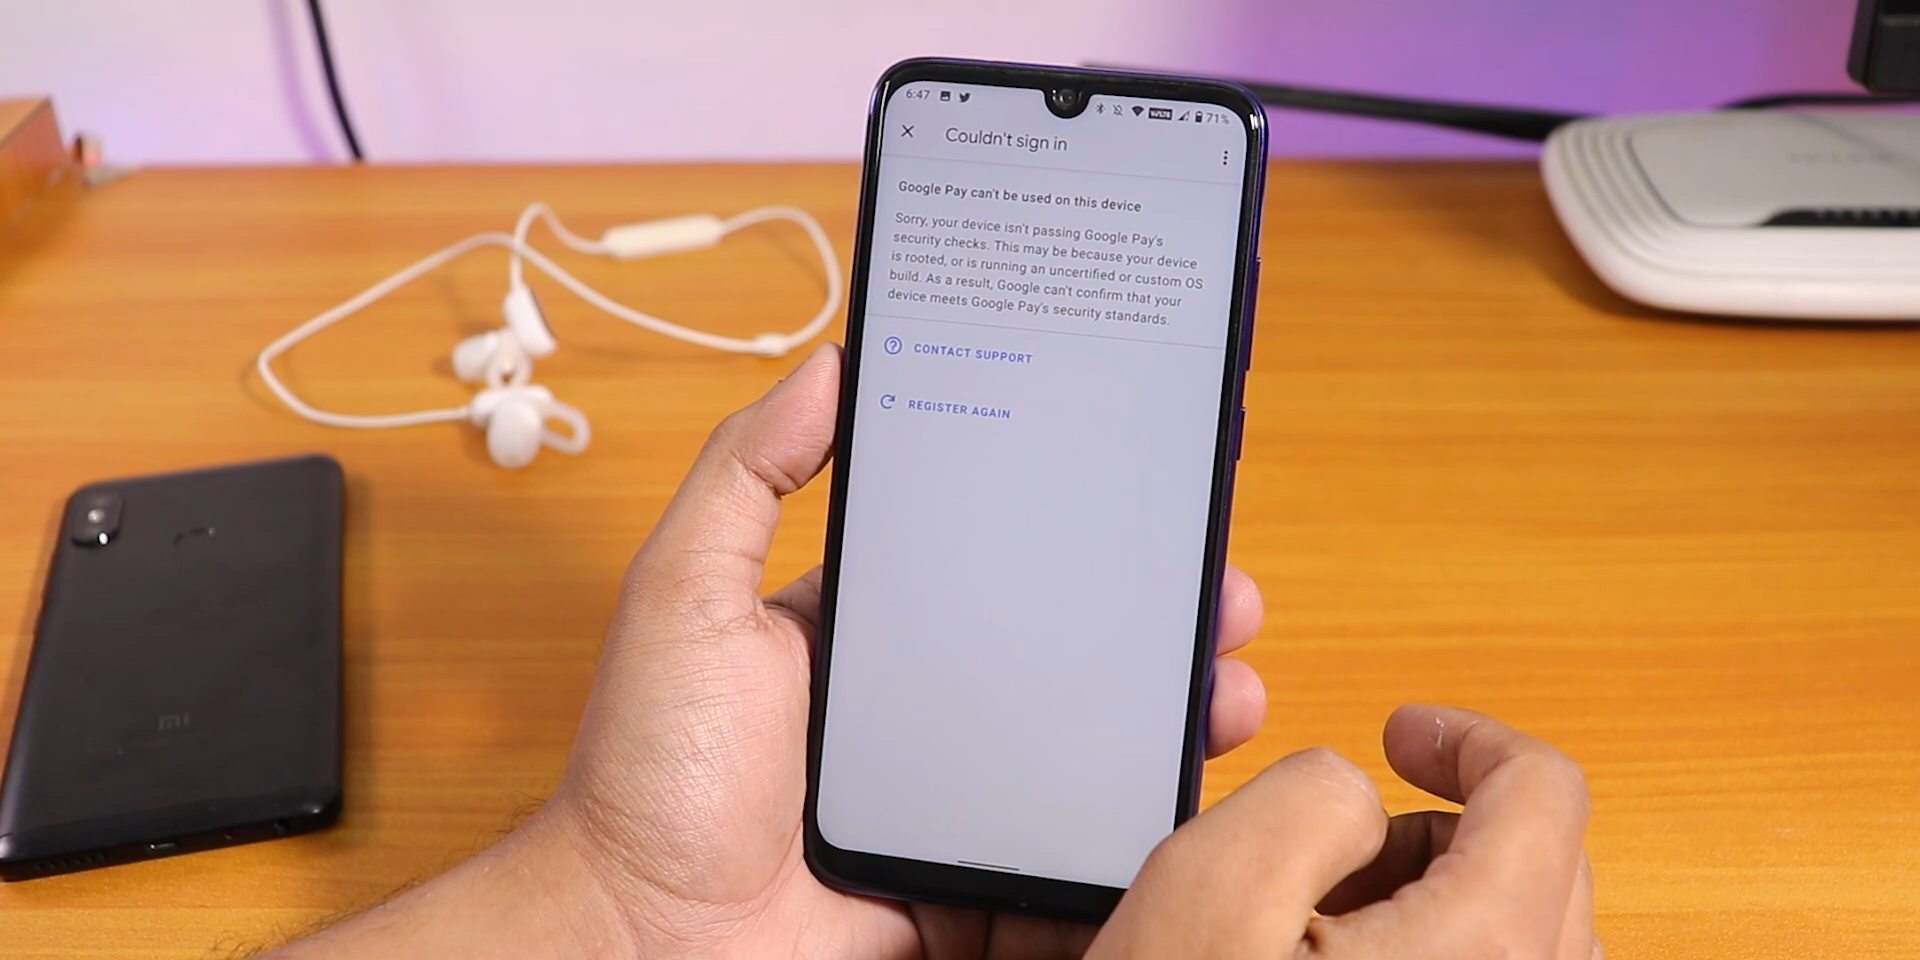 6:47
VoLTE
71%
Couldn't sign in
Google Pay can't be used on this device
Sorry, your device isn't passing Google Pay's
security checks. This may be because your device
is rooted, or is running an uncertified or custom OS
build. As a result, Google can't confirm that your
device meets Google Pay's security standards.
CONTACT SUPPORT
REGISTER AGAIN
mi